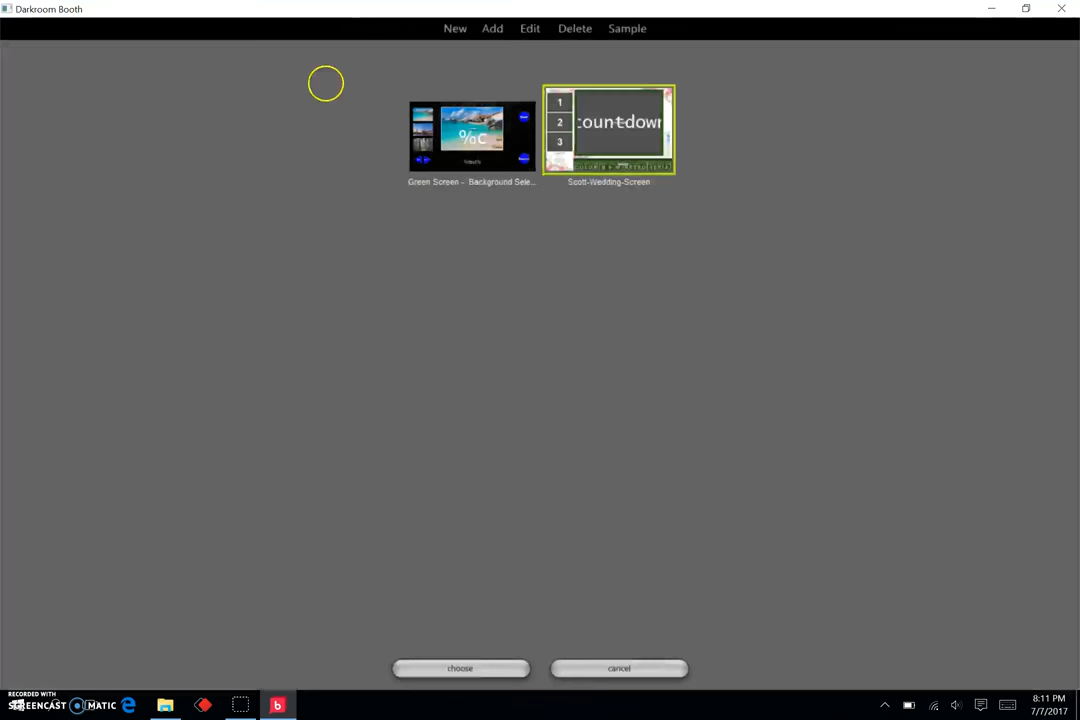 Darkroom Booth
New Add Edit Delete Sample
%c
1
2
3
countdown
Green Screen - Background Sele...
Scott-Wedding-Screen
choose
cancel
RECORDED WITH
SCREENCAST MATIC
8:11 PM
7/7/2017